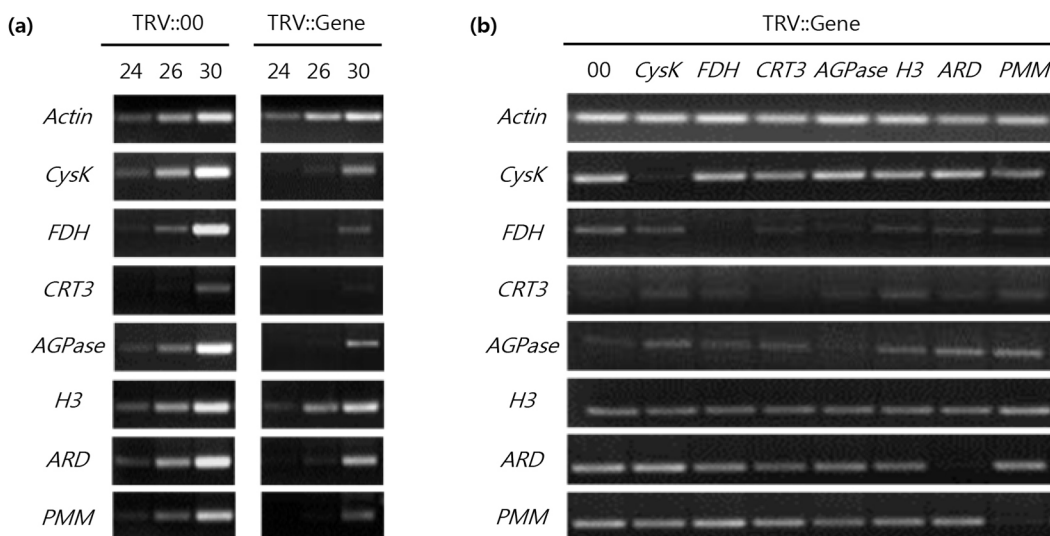 (a) TRV::00 TRV::Gene
24 26 30 24 26 30
Actin
CysK
FDH
CRT3
AGPase
H3
ARD
PMM
(b) TRV::Gene
00 CysK FDH CRT3 AGPase H3 ARD PMM
Actin
CysK
FDH
CRT3
AGPase
H3
ARD
PMM